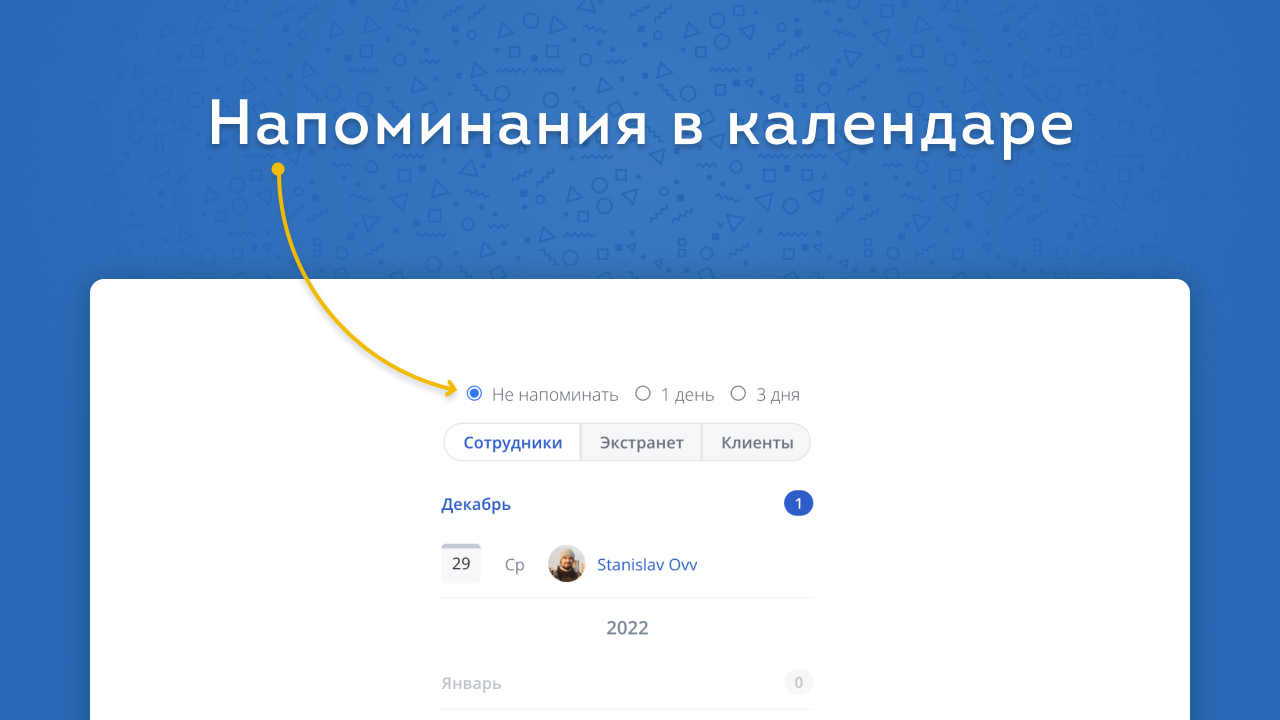 Напоминания в календаре
Не напоминать 1 день 3 дня
Сотрудники Экстранет Клиенты
Декабрь 1
29 Ср Stanislav Ovv
2022
Январь 0